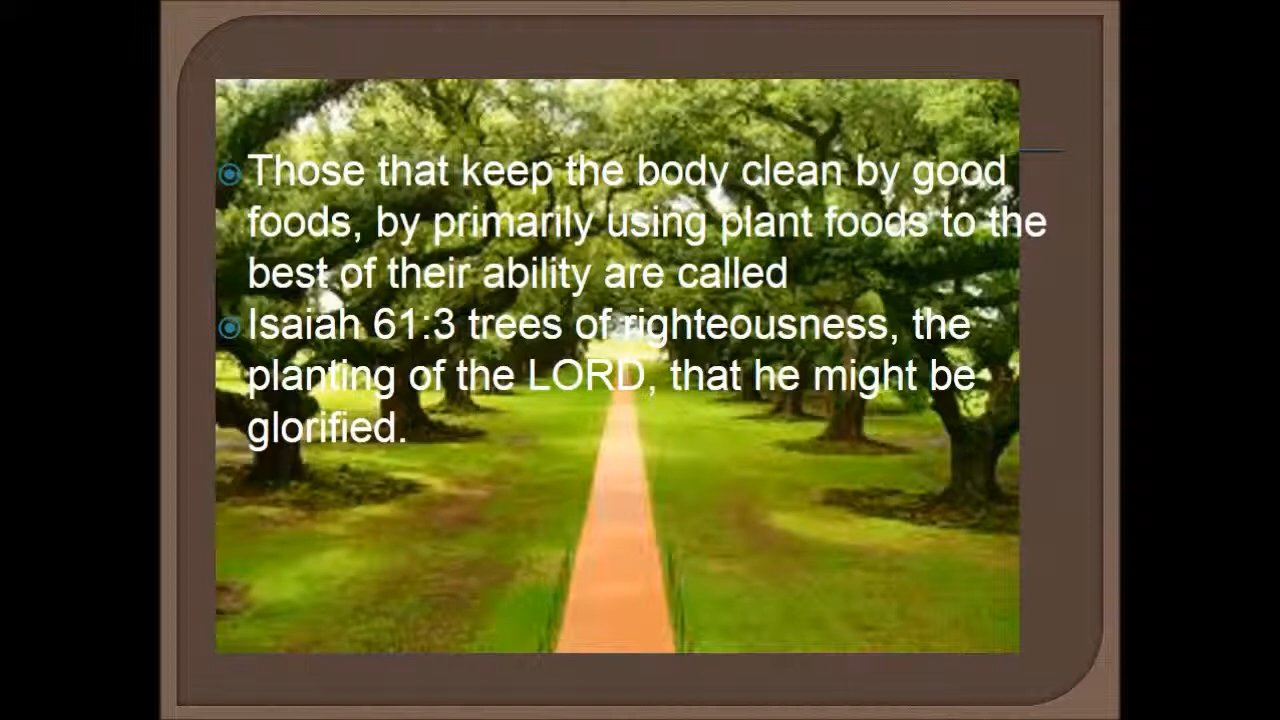 Those that keep the body clean by good
foods, by primarily using plant foods to the
best of their ability are called
Isaiah 61:3 trees of righteousness, the
planting of the LORD, that he might be
glorified.